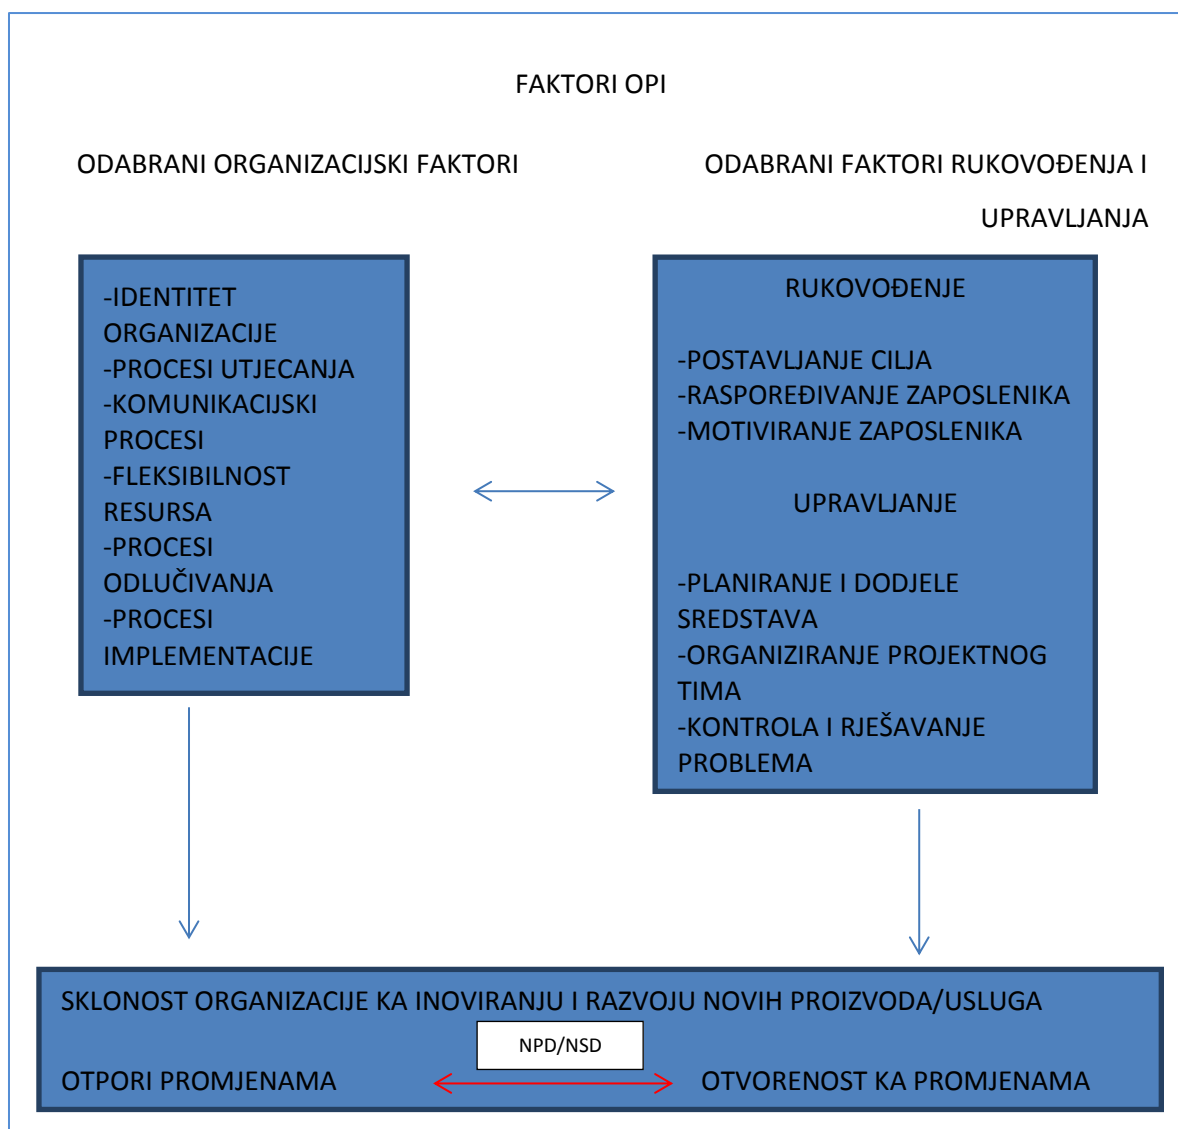 FAKTORI OPI
ODABRANI ORGANIZACIJSKI FAKTORI
ODABRANI FAKTORI RUKOVOĐENJA I
UPRAVLJANJA
-IDENTITET
ORGANIZACIJE
-PROCESI UTJECANJA
-KOMUNIKACIJSKI
PROCESI
-FLEKSIBILNOST
RESURSA
-PROCESI
ODLUČIVANJA
-PROCESI
IMPLEMENTACIJE
RUKOVOĐENJE
-POSTAVLJANJE CILJA
-RASPOREĐIVANJE ZAPOSLENIKA
-MOTIVIRANJE ZAPOSLENIKA
UPRAVLJANJE
-PLANIRANJE I DODJELE
SREDSTAVA
-ORGANIZIRANJE PROJEKTNOG
TIMA
-KONTROLA I RJEŠAVANJE
PROBLEMA
SKLONOST ORGANIZACIJE KA INOVIRANJU I RAZVOJU NOVIH PROIZVODA/USLUGA
NPD/NSD
OTPORI PROMJENAMA
OTVORENOST KA PROMJENAMA